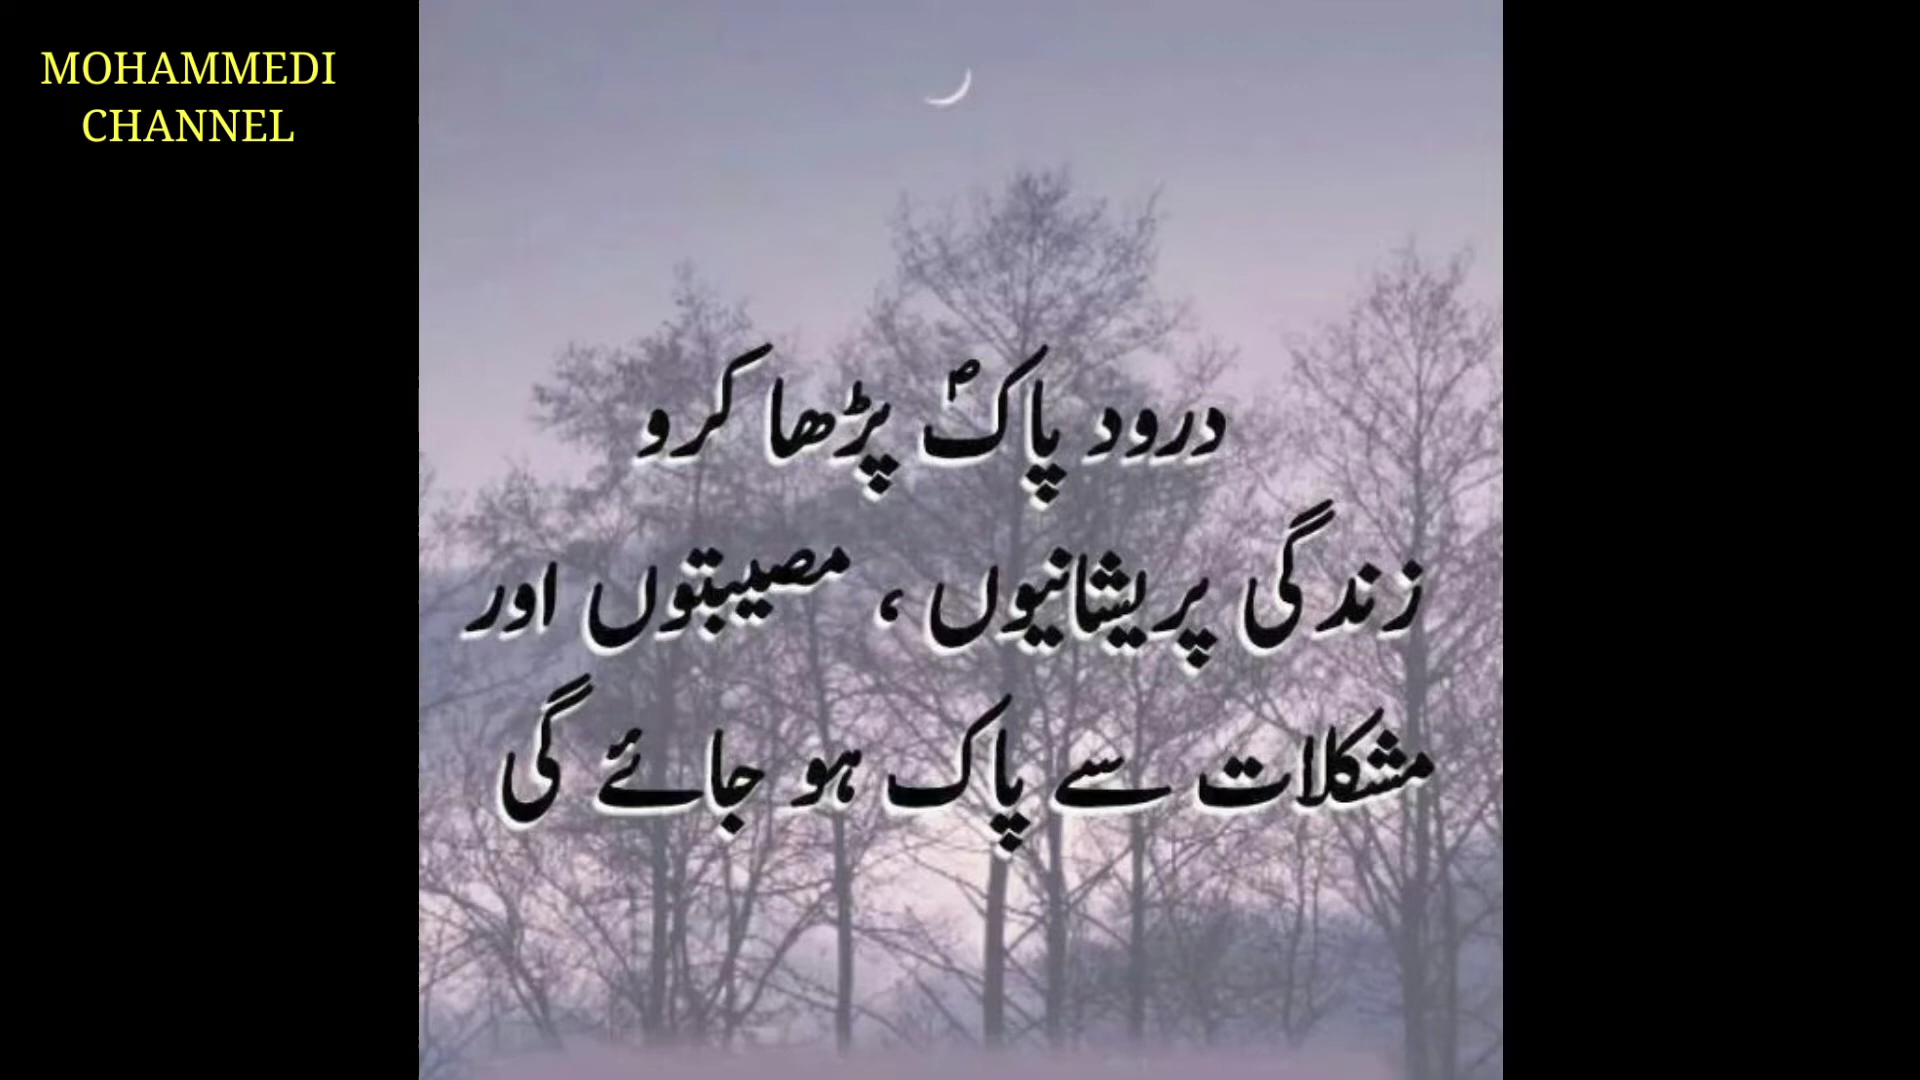 MOHAMMEDI
CHANNEL
درود پاکؐ پڑھا کرو
زندگی پریشانیوں ، مصیبتوں اور
مشکلات سے پاک ہو جائے گی